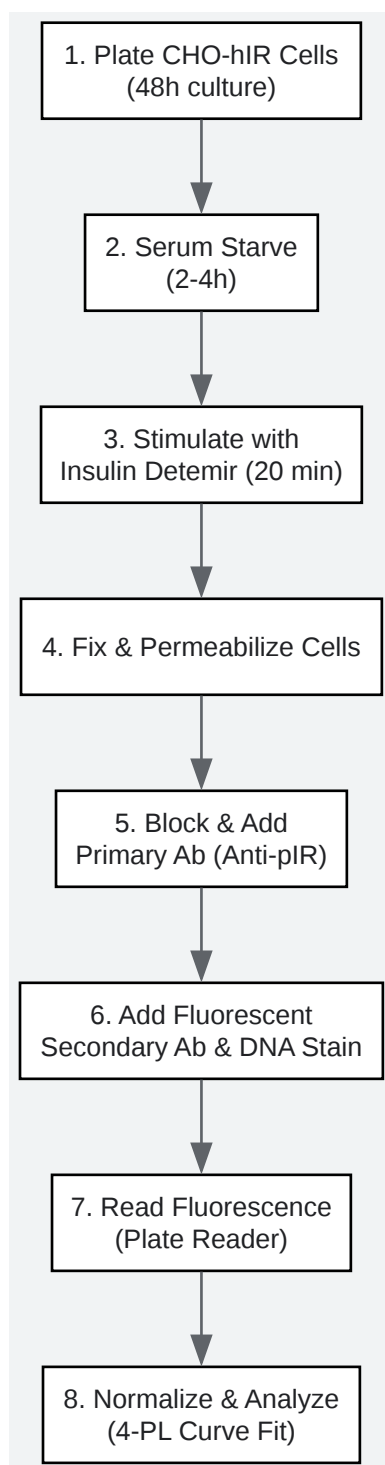 1. Plate CHO-hIR Cells
(48h culture)
2. Serum Starve
(2-4h)
3. Stimulate with
Insulin Detemir (20 min)
4. Fix & Permeabilize Cells
5. Block & Add
Primary Ab (Anti-pIR)
6. Add Fluorescent
Secondary Ab & DNA Stain
7. Read Fluorescence
(Plate Reader)
8. Normalize & Analyze
(4-PL Curve Fit)